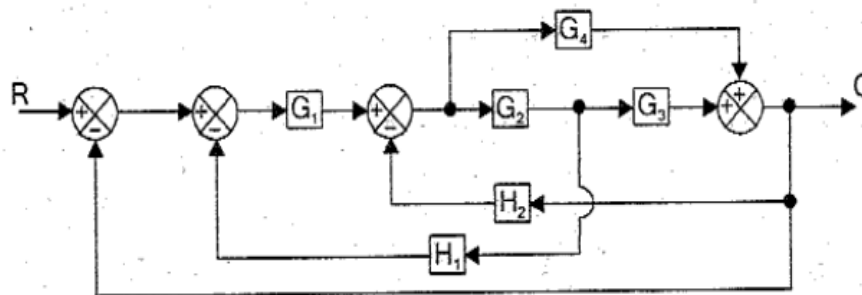 G₄
R + - + - G₁ + - G₂ G₃ + + C
H₂
H₁